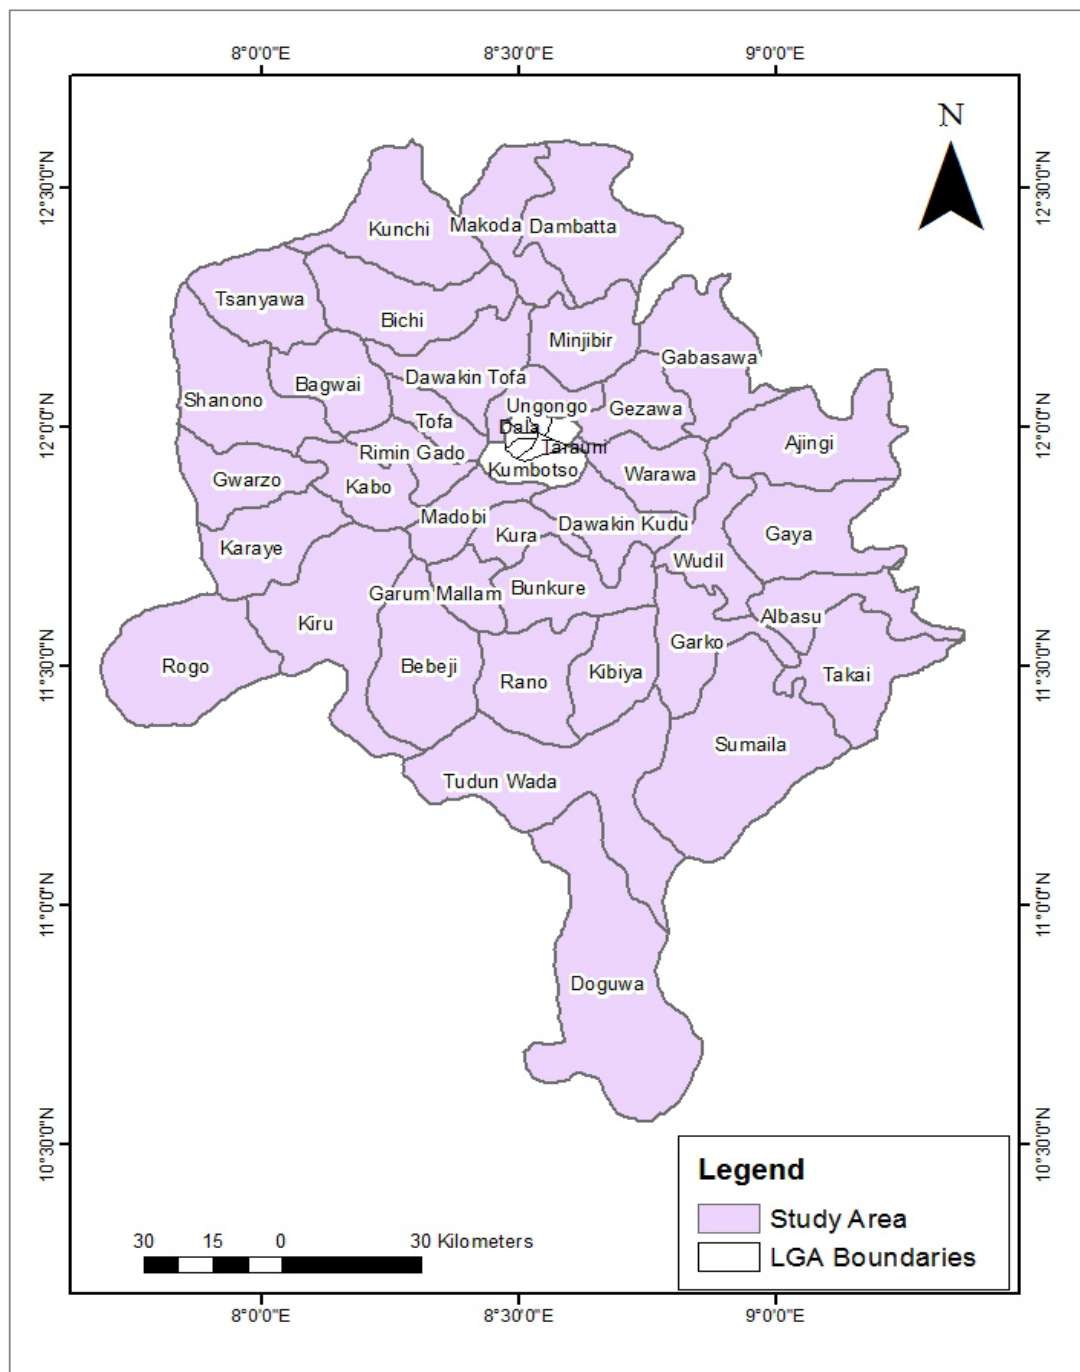 8°0'0"E 8°30'0"E 9°0'0"E
N
12°30'0"N 12°30'0"N
Kunchi Makoda Dambatta
Tsanyawa
Bichi
Minjibir
Gabasawa
Bagwai Dawakin Tofa
Shanono Ungongo Gezawa
Tofa Dala
12°0'0"N 12°0'0"N
Ajingi
Rimin Gado Tarauni
Gwarzo Kabo Kumbotso Warawa
Madobi Dawakin Kudu
Karaye Kura Gaya
Wudil
Garum Mallam Bunkure
Kiru Albasu
Garko
11°30'0"N 11°30'0"N
Rogo Bebeji Rano Kibiya Takai
Sumaila
Tudun Wada
11°0'0"N 11°0'0"N
Doguwa
10°30'0"N 10°30'0"N
Legend
Study Area
LGA Boundaries
30 15 0 30 Kilometers
8°0'0"E 8°30'0"E 9°0'0"E